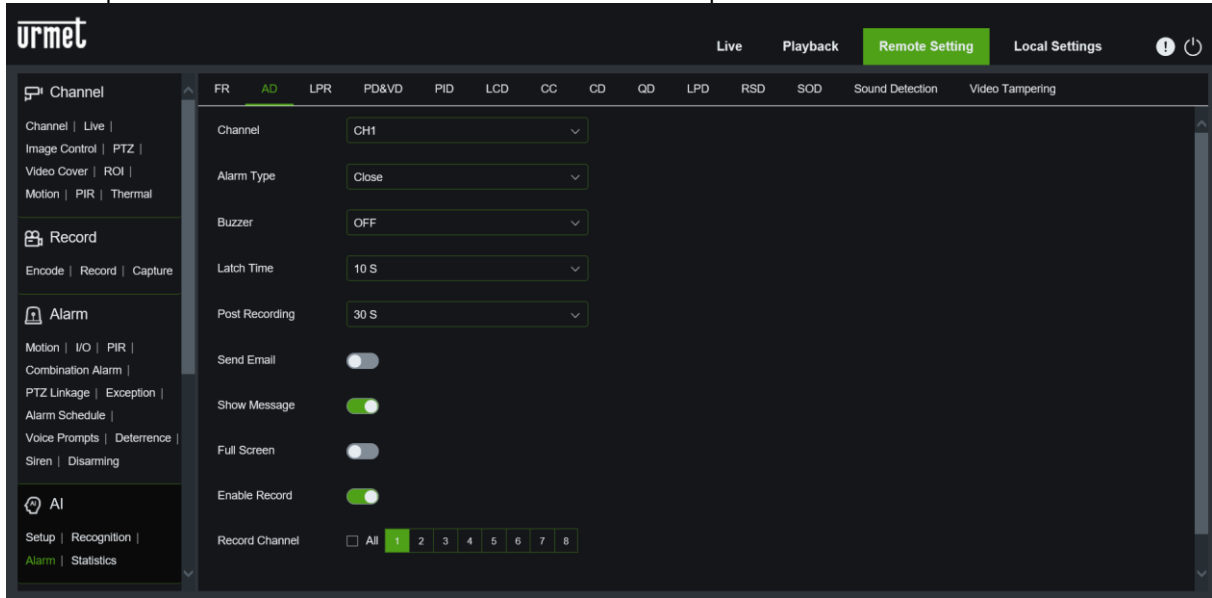 urmet
Live Playback Remote Setting Local Settings
Channel
Channel | Live |
Image Control | PTZ |
Video Cover | ROI |
Motion | PIR | Thermal
Record
Encode | Record | Capture
Alarm
Motion | I/O | PIR |
Combination Alarm |
PTZ Linkage | Exception |
Alarm Schedule |
Voice Prompts | Deterrence |
Siren | Disarming
AI
Setup | Recognition |
Alarm | Statistics
FR AD LPR PD&VD PID LCD CC CD QD LPD RSD SOD Sound Detection Video Tampering
Channel CH1
Alarm Type Close
Buzzer OFF
Latch Time 10 S
Post Recording 30 S
Send Email
Show Message
Full Screen
Enable Record
Record Channel All 1 2 3 4 5 6 7 8